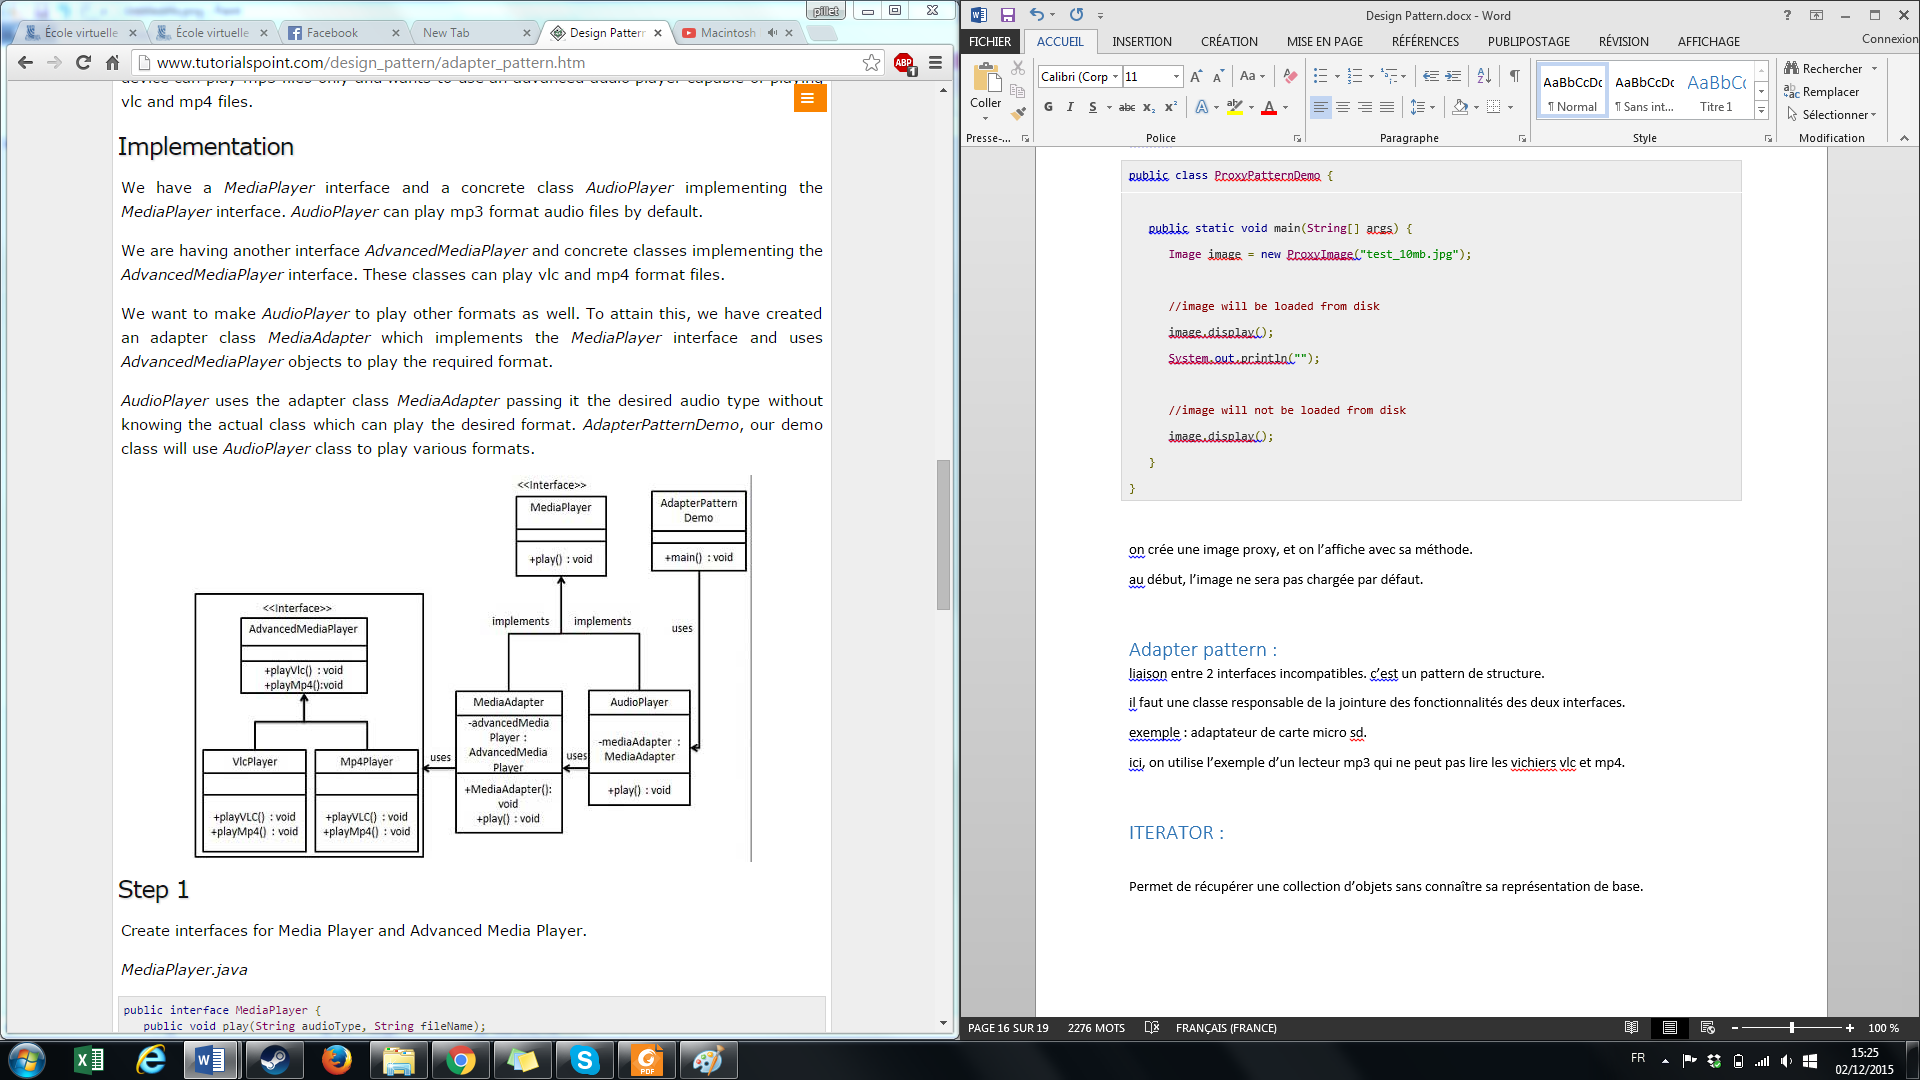 pillet
École virtuelle
École virtuelle
Facebook
New Tab
Design Pattern
Macintosh
www.tutorialspoint.com/design_pattern/adapter_pattern.htm
ABP
1
vlc and mp4 files.
Implementation
We have a MediaPlayer interface and a concrete class AudioPlayer implementing the
MediaPlayer interface. AudioPlayer can play mp3 format audio files by default.
We are having another interface AdvancedMediaPlayer and concrete classes implementing the
AdvancedMediaPlayer interface. These classes can play vlc and mp4 format files.
We want to make AudioPlayer to play other formats as well. To attain this, we have created
an adapter class MediaAdapter which implements the MediaPlayer interface and uses
AdvancedMediaPlayer objects to play the required format.
AudioPlayer uses the adapter class MediaAdapter passing it the desired audio type without
knowing the actual class which can play the desired format. AdapterPatternDemo, our demo
class will use AudioPlayer class to play various formats.
<<Interface>>
MediaPlayer
+play() : void
AdapterPattern
Demo
+main() : void
implements
implements
uses
<<Interface>>
AdvancedMediaPlayer
+playVlc() : void
+playMp4():void
VlcPlayer
+playVLC() : void
+playMp4() : void
Mp4Player
+playVLC() : void
+playMp4() : void
uses
MediaAdapter
-advancedMedia
Player :
AdvancedMedia
Player
+MediaAdapter():
void
+play() : void
uses
AudioPlayer
-mediaAdapter :
MediaAdapter
+play() : void
Step 1
Create interfaces for Media Player and Advanced Media Player.
MediaPlayer.java
public interface MediaPlayer {
public void play(String audioType, String fileName);
Design Pattern.docx - Word
FICHIER
ACCUEIL
INSERTION
CRÉATION
MISE EN PAGE
RÉFÉRENCES
PUBLIPOSTAGE
RÉVISION
AFFICHAGE
Connexion
Coller
Presse-...
Calibri (Corp
11
G I S abc x₂ x²
Police
Paragraphe
AaBbCcDc
¶ Normal
AaBbCcDc
¶ Sans int...
AaBbC
Titre 1
Style
Rechercher
Remplacer
Sélectionner
Modification
public class ProxyPatternDemo {
public static void main(String[] args) {
Image image = new ProxyImage("test_10mb.jpg");
//image will be loaded from disk
image.display();
System.out.println("");
//image will not be loaded from disk
image.display();
}
}
on crée une image proxy, et on l’affiche avec sa méthode.
au début, l’image ne sera pas chargée par défaut.
Adapter pattern :
liaison entre 2 interfaces incompatibles. c’est un pattern de structure.
il faut une classe responsable de la jointure des fonctionnalités des deux interfaces.
exemple : adaptateur de carte micro sd.
ici, on utilise l’exemple d’un lecteur mp3 qui ne peut pas lire les vichiers vlc et mp4.
ITERATOR :
Permet de récupérer une collection d’objets sans connaître sa représentation de base.
PAGE 16 SUR 19
2276 MOTS
FRANÇAIS (FRANCE)
100 %
FR
15:25
02/12/2015